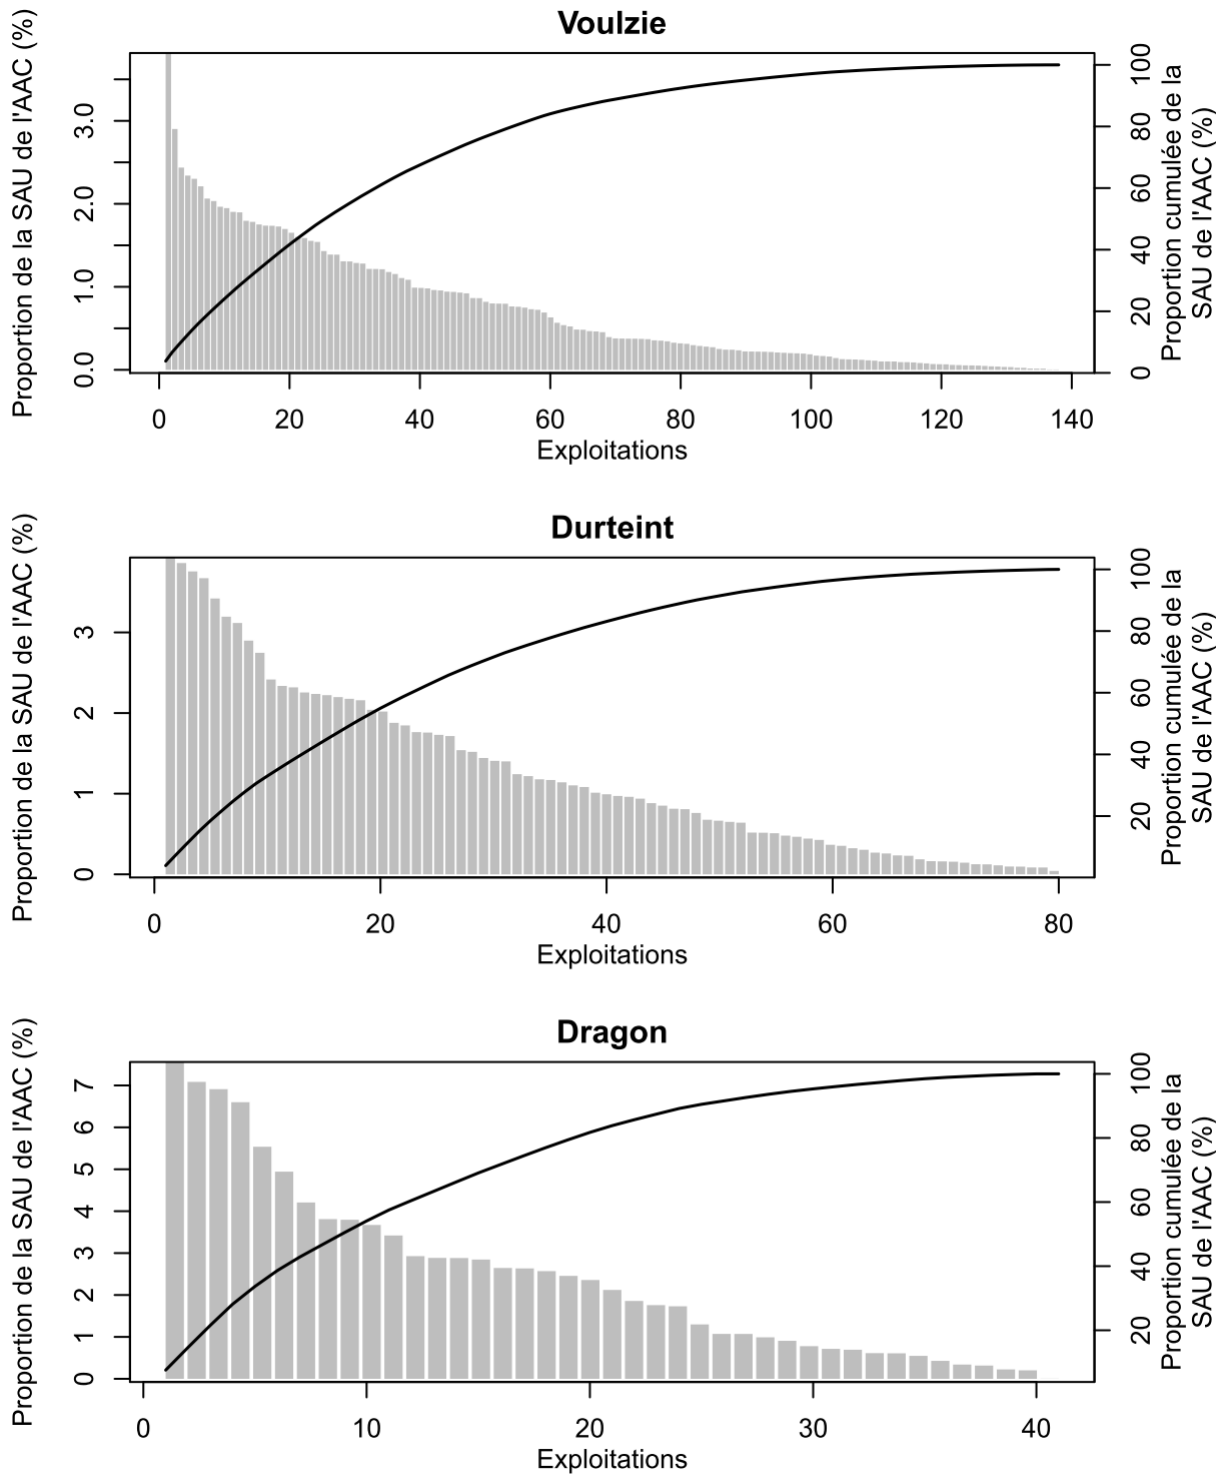 Voulzie
Proportion de la SAU de l'AAC (%)
0.0 1.0 2.0 3.0
0 20 40 60 80 100
Proportion cumulée de la
SAU de l'AAC (%)
0 20 40 60 80 100 120 140
Exploitations
Durteint
Proportion de la SAU de l'AAC (%)
0 1 2 3
20 40 60 80 100
Proportion cumulée de la
SAU de l'AAC (%)
0 20 40 60 80
Exploitations
Dragon
Proportion de la SAU de l'AAC (%)
0 1 2 3 4 5 6 7
20 40 60 80 100
Proportion cumulée de la
SAU de l'AAC (%)
0 10 20 30 40
Exploitations